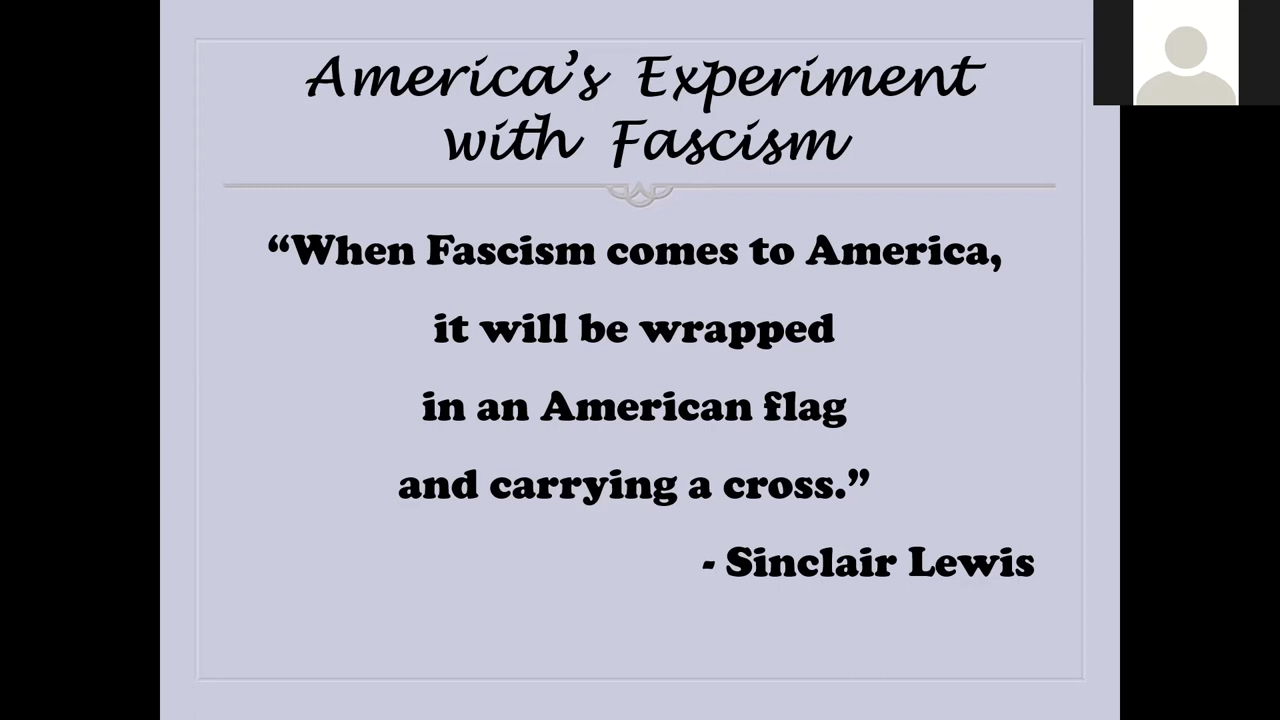 America’s Experiment
with Fascism
“When Fascism comes to America,
it will be wrapped
in an American flag
and carrying a cross.”
- Sinclair Lewis